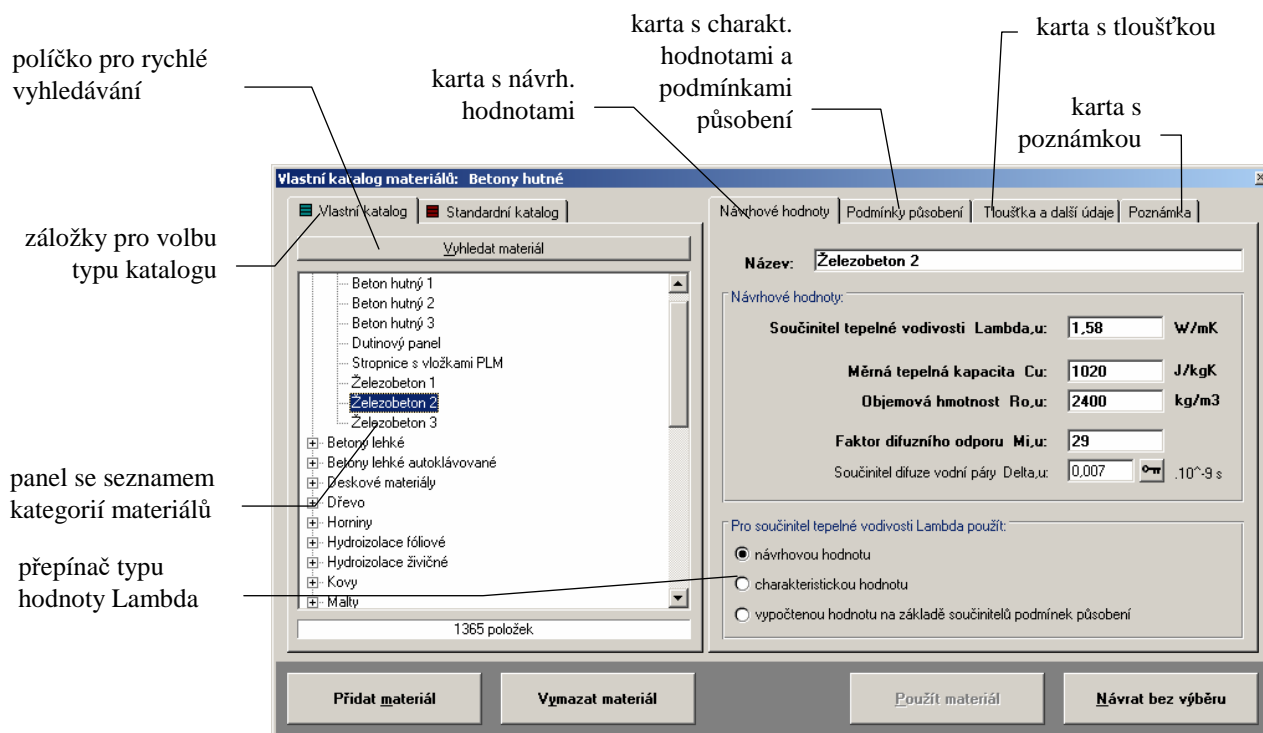 karta s charakt.
hodnotami a
podmínkami
působení
karta s tloušťkou
políčko pro rychlé
vyhledávání
karta s návrh.
hodnotami
karta s
poznámkou
Vlastní katalog materiálů: Betony hutné
Vlastní katalog
Standardní katalog
Návrhové hodnoty
Podmínky působení
Tloušťka a další údaje
Poznámka
záložky pro volbu
typu katalogu
Vyhledat materiál
Název: Železobeton 2
Beton hutný 1
Beton hutný 2
Beton hutný 3
Dutinový panel
Stropnice s vložkami PLM
Železobeton 1
Železobeton 2
Železobeton 3
Betony lehké
Betony lehké autoklávované
Deskové materiály
Dřevo
Horniny
Hydroizolace fóliové
Hydroizolace živičné
Kovy
Malty
1365 položek
Návrhové hodnoty:
Součinitel tepelné vodivosti Lambda,u: 1,58 W/mK
Měrná tepelná kapacita Cu: 1020 J/kgK
Objemová hmotnost Ro,u: 2400 kg/m3
Faktor difuzního odporu Mi,u: 29
Součinitel difuze vodní páry Delta,u: 0,007 .10^-9 s
panel se seznamem
kategorií materiálů
přepínač typu
hodnoty Lambda
Pro součinitel tepelné vodivosti Lambda použít:
návrhovou hodnotu
charakteristickou hodnotu
vypočtenou hodnotu na základě součinitelů podmínek působení
Přidat materiál
Vymazat materiál
Použít materiál
Návrat bez výběru